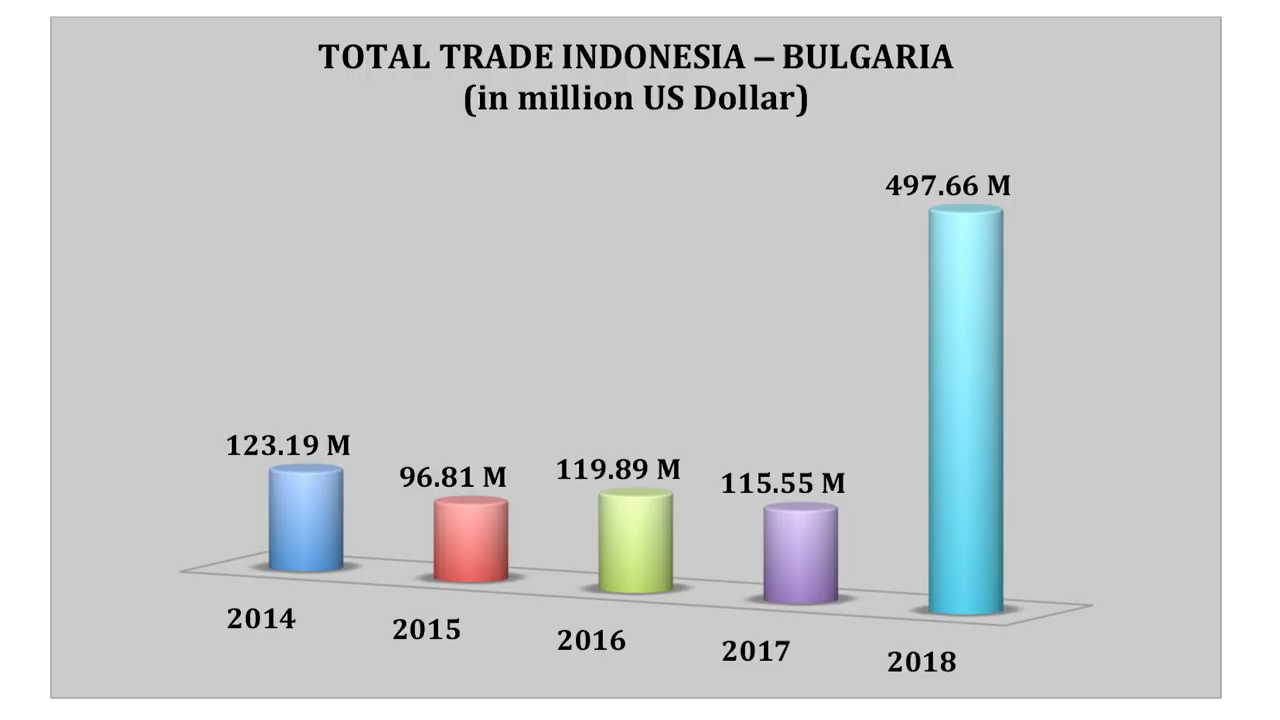 TOTAL TRADE INDONESIA – BULGARIA
(in million US Dollar)
497.66 M
123.19 M
96.81 M
119.89 M
115.55 M
2014
2015
2016
2017
2018